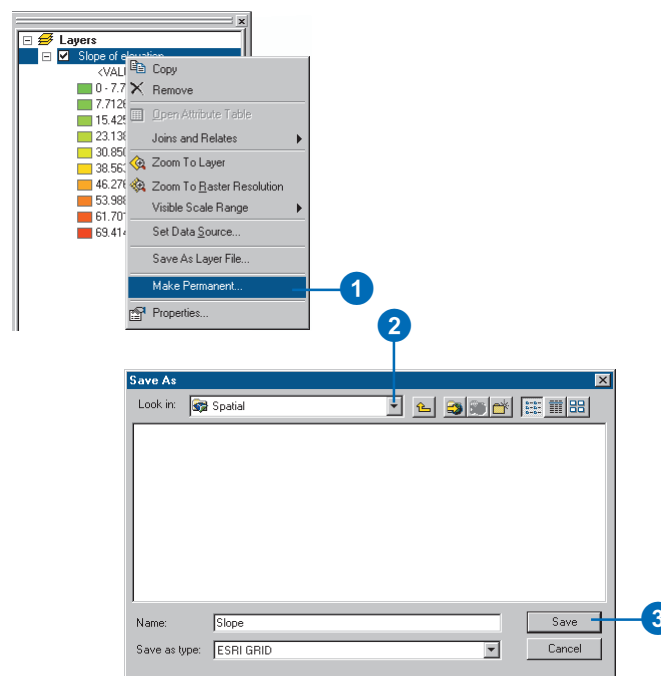 Layers
Slope of elevation
<VALU
0 - 7.7
7.7126
15.425
23.138
30.850
38.563
46.276
53.988
61.701
69.414
Copy
Remove
Open Attribute Table
Joins and Relates
Zoom To Layer
Zoom To Raster Resolution
Visible Scale Range
Set Data Source...
Save As Layer File...
Make Permanent...
Properties...
1
2
Save As
Look in: Spatial
Name: Slope
Save
3
Save as type: ESRI GRID
Cancel